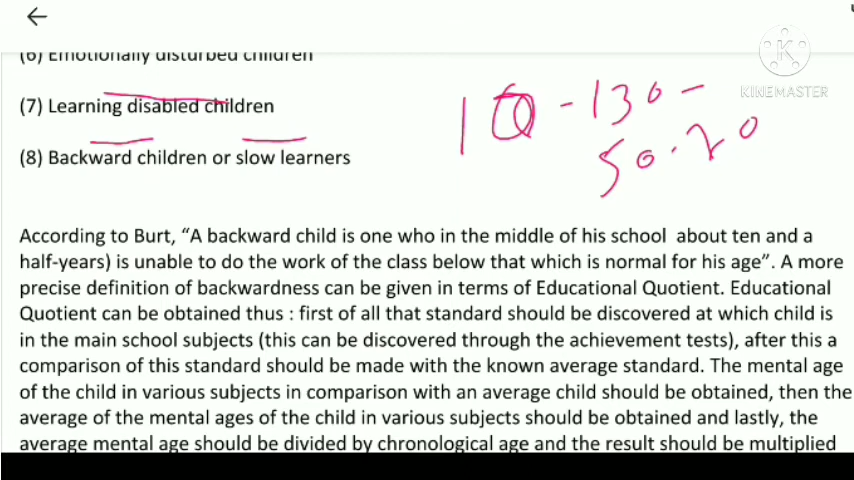 (6) Emotionally disturbed children
(7) Learning disabled children
(8) Backward children or slow learners
IQ - 130 -
50.20
KINEMASTER
According to Burt, “A backward child is one who in the middle of his school about ten and a
half-years) is unable to do the work of the class below that which is normal for his age”. A more
precise definition of backwardness can be given in terms of Educational Quotient. Educational
Quotient can be obtained thus : first of all that standard should be discovered at which child is
in the main school subjects (this can be discovered through the achievement tests), after this a
comparison of this standard should be made with the known average standard. The mental age
of the child in various subjects in comparison with an average child should be obtained, then the
average of the mental ages of the child in various subjects should be obtained and lastly, the
average mental age should be divided by chronological age and the result should be multiplied